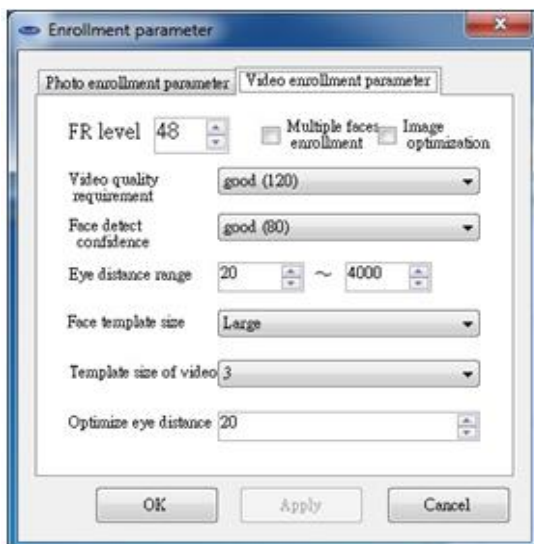 Enrollment parameter
Photo enrollment parameter Video enrollment parameter
FR level 48 Multiple faces Image
enrollment optimization
Video quality good (120)
requirement
Face detect good (80)
confidence
Eye distance range 20 ~ 4000
Face template size Large
Template size of video 3
Optimize eye distance 20
OK Apply Cancel